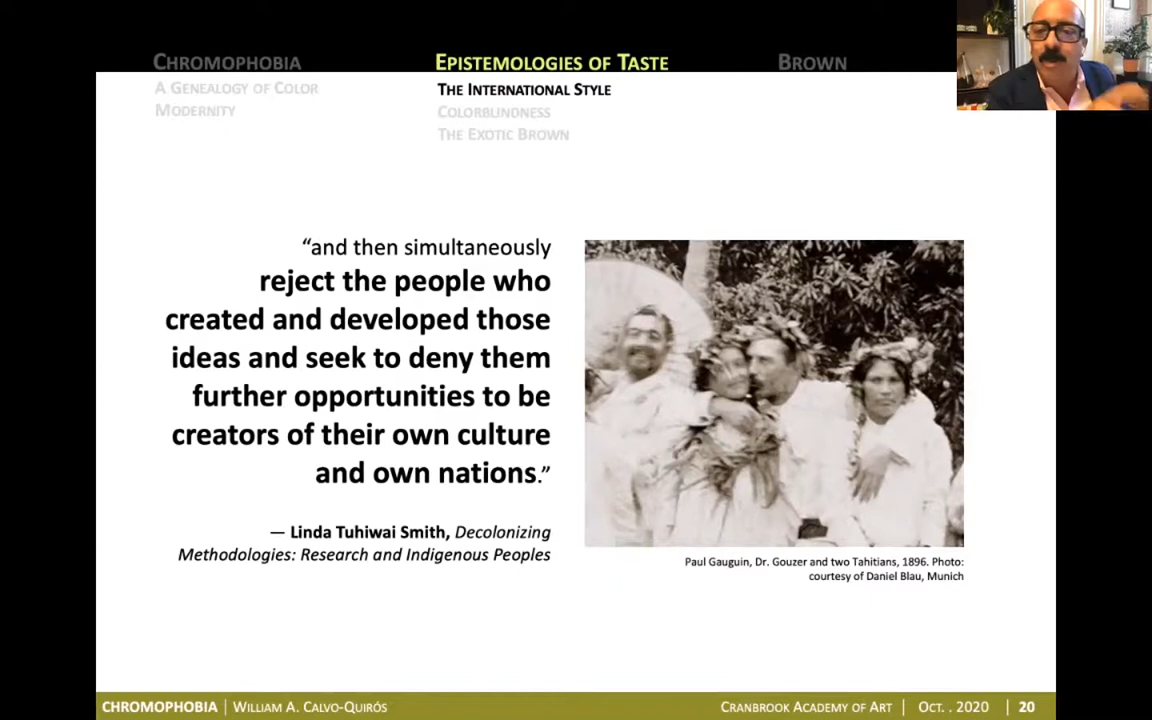 CHROMOPHOBIA
A GENEALOGY OF COLOR
MODERNITY
EPISTEMOLOGIES OF TASTE
THE INTERNATIONAL STYLE
COLORBLINDNESS
THE EXOTIC BROWN
BROWN
“and then simultaneously
reject the people who
created and developed those
ideas and seek to deny them
further opportunities to be
creators of their own culture
and own nations.”
— Linda Tuhiwai Smith, Decolonizing
Methodologies: Research and Indigenous Peoples
Paul Gauguin, Dr. Gouzer and two Tahitians, 1896. Photo:
courtesy of Daniel Blau, Munich
CHROMOPHOBIA | WILLIAM A. CALVO-QUIRÓS
CRANBROOK ACADEMY OF ART | OCT. . 2020 | 20